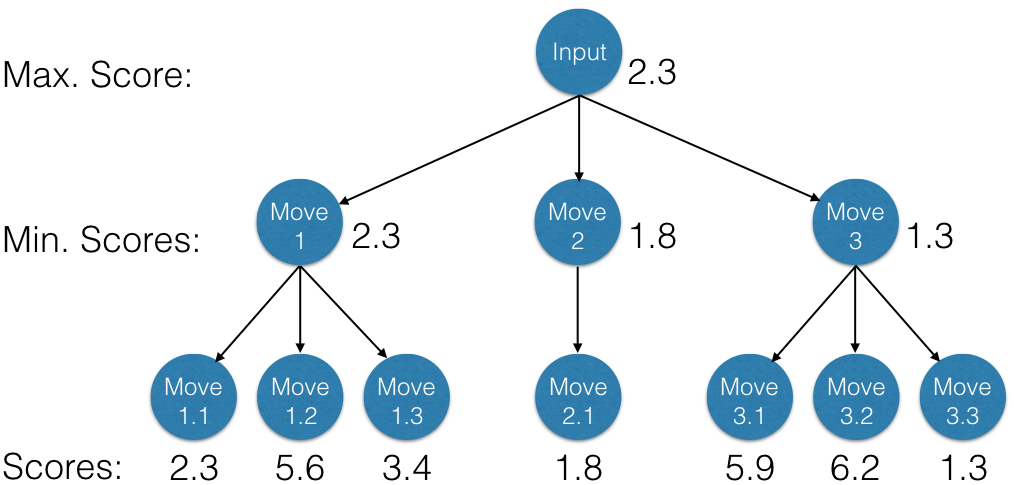 Input
Max. Score: 2.3
Move
1
2.3
Move
2
1.8
Move
3
1.3
Min. Scores:
Move
1.1
Move
1.2
Move
1.3
Move
2.1
Move
3.1
Move
3.2
Move
3.3
Scores: 2.3 5.6 3.4 1.8 5.9 6.2 1.3